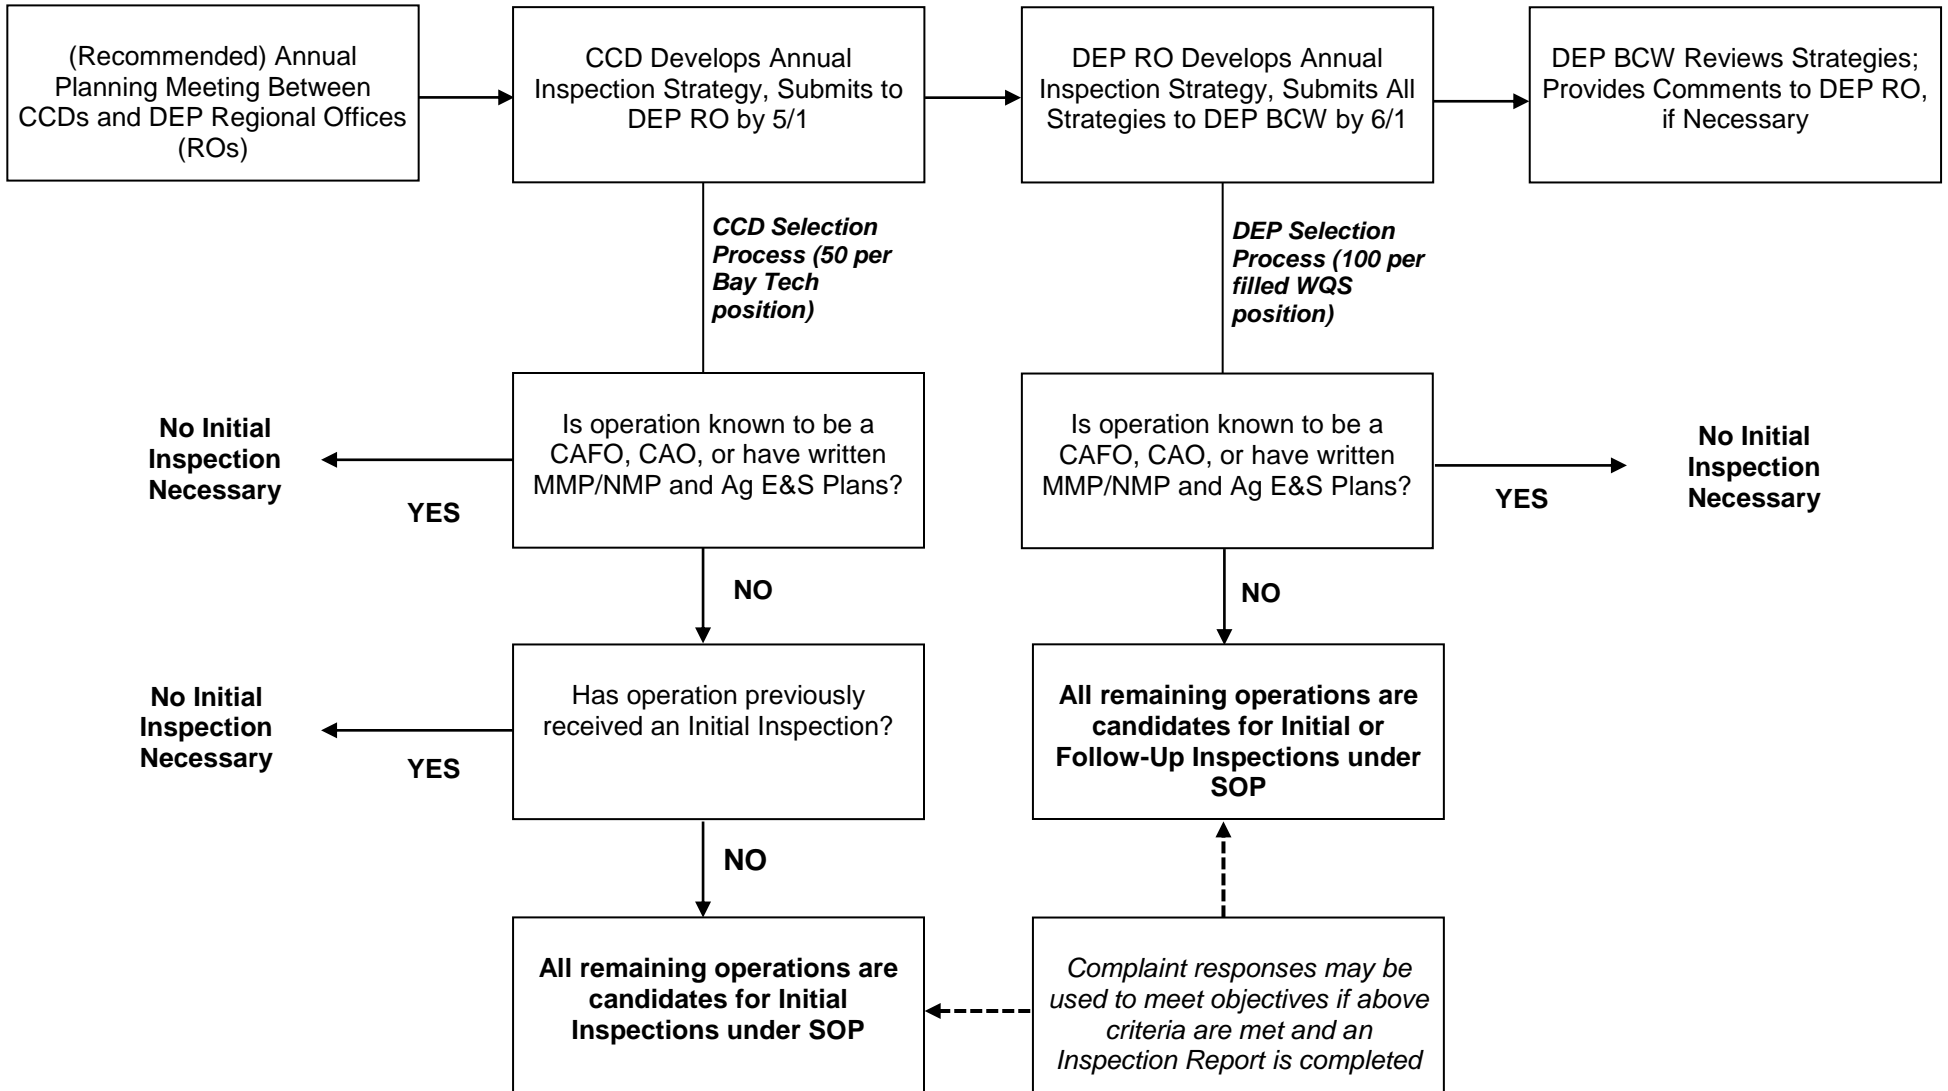 (Recommended) Annual
Planning Meeting Between
CCDs and DEP Regional Offices
(ROs)
CCD Develops Annual
Inspection Strategy, Submits to
DEP RO by 5/1
DEP RO Develops Annual
Inspection Strategy, Submits All
Strategies to DEP BCW by 6/1
DEP BCW Reviews Strategies;
Provides Comments to DEP RO,
if Necessary
CCD Selection
Process (50 per
Bay Tech
position)
DEP Selection
Process (100 per
filled WQS
position)
No Initial
Inspection
Necessary
YES
Is operation known to be a
CAFO, CAO, or have written
MMP/NMP and Ag E&S Plans?
Is operation known to be a
CAFO, CAO, or have written
MMP/NMP and Ag E&S Plans?
YES
No Initial
Inspection
Necessary
NO
NO
No Initial
Inspection
Necessary
YES
Has operation previously
received an Initial Inspection?
All remaining operations are
candidates for Initial or
Follow-Up Inspections under
SOP
NO
All remaining operations are
candidates for Initial
Inspections under SOP
Complaint responses may be
used to meet objectives if above
criteria are met and an
Inspection Report is completed